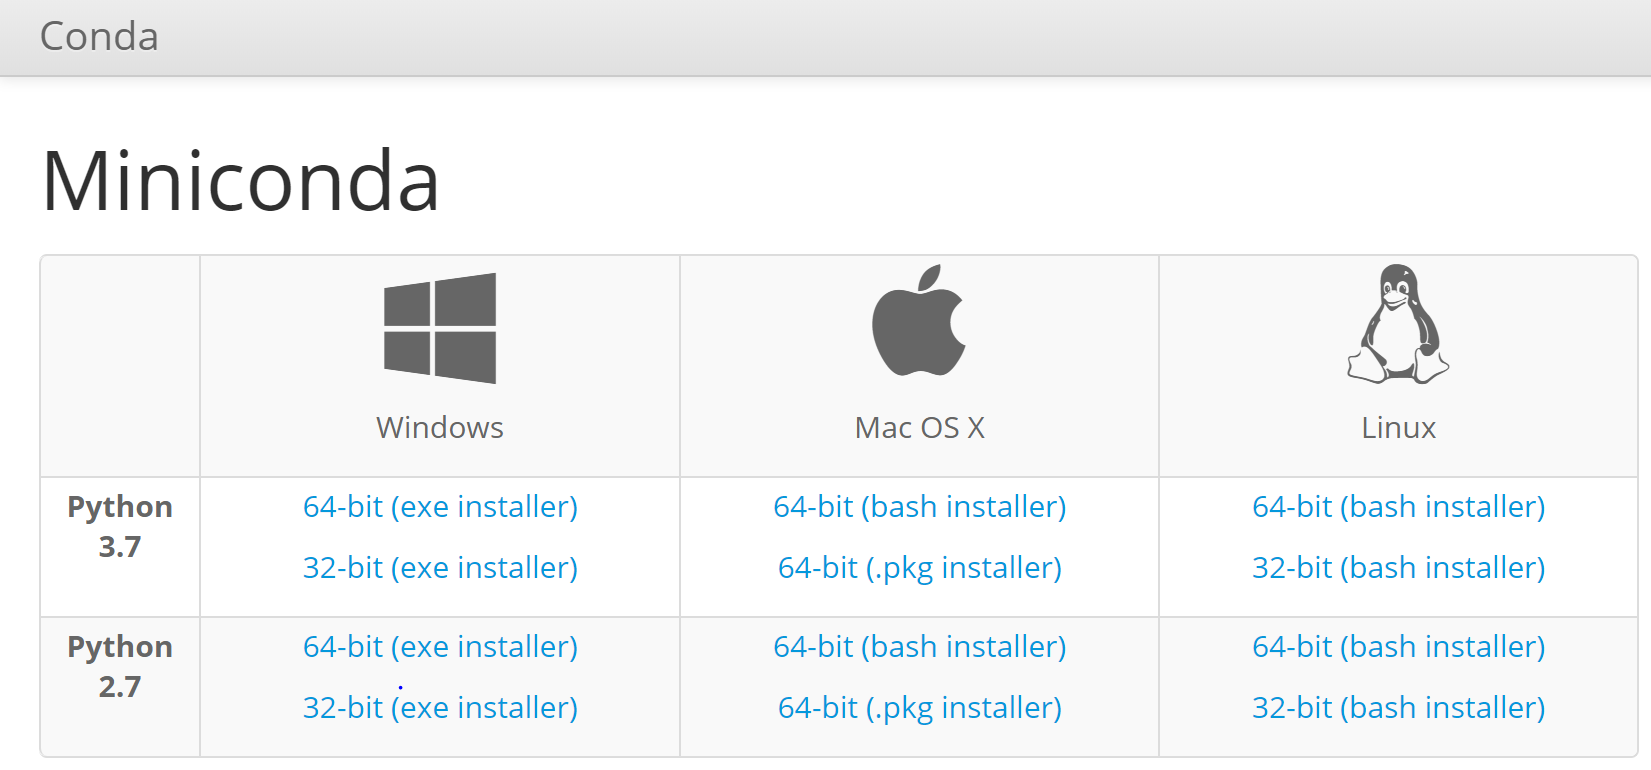 Conda
Miniconda
Windows
Mac OS X
Linux
Python
3.7
64-bit (exe installer)
32-bit (exe installer)
64-bit (bash installer)
64-bit (.pkg installer)
64-bit (bash installer)
32-bit (bash installer)
Python
2.7
64-bit (exe installer)
32-bit (exe installer)
64-bit (bash installer)
64-bit (.pkg installer)
64-bit (bash installer)
32-bit (bash installer)